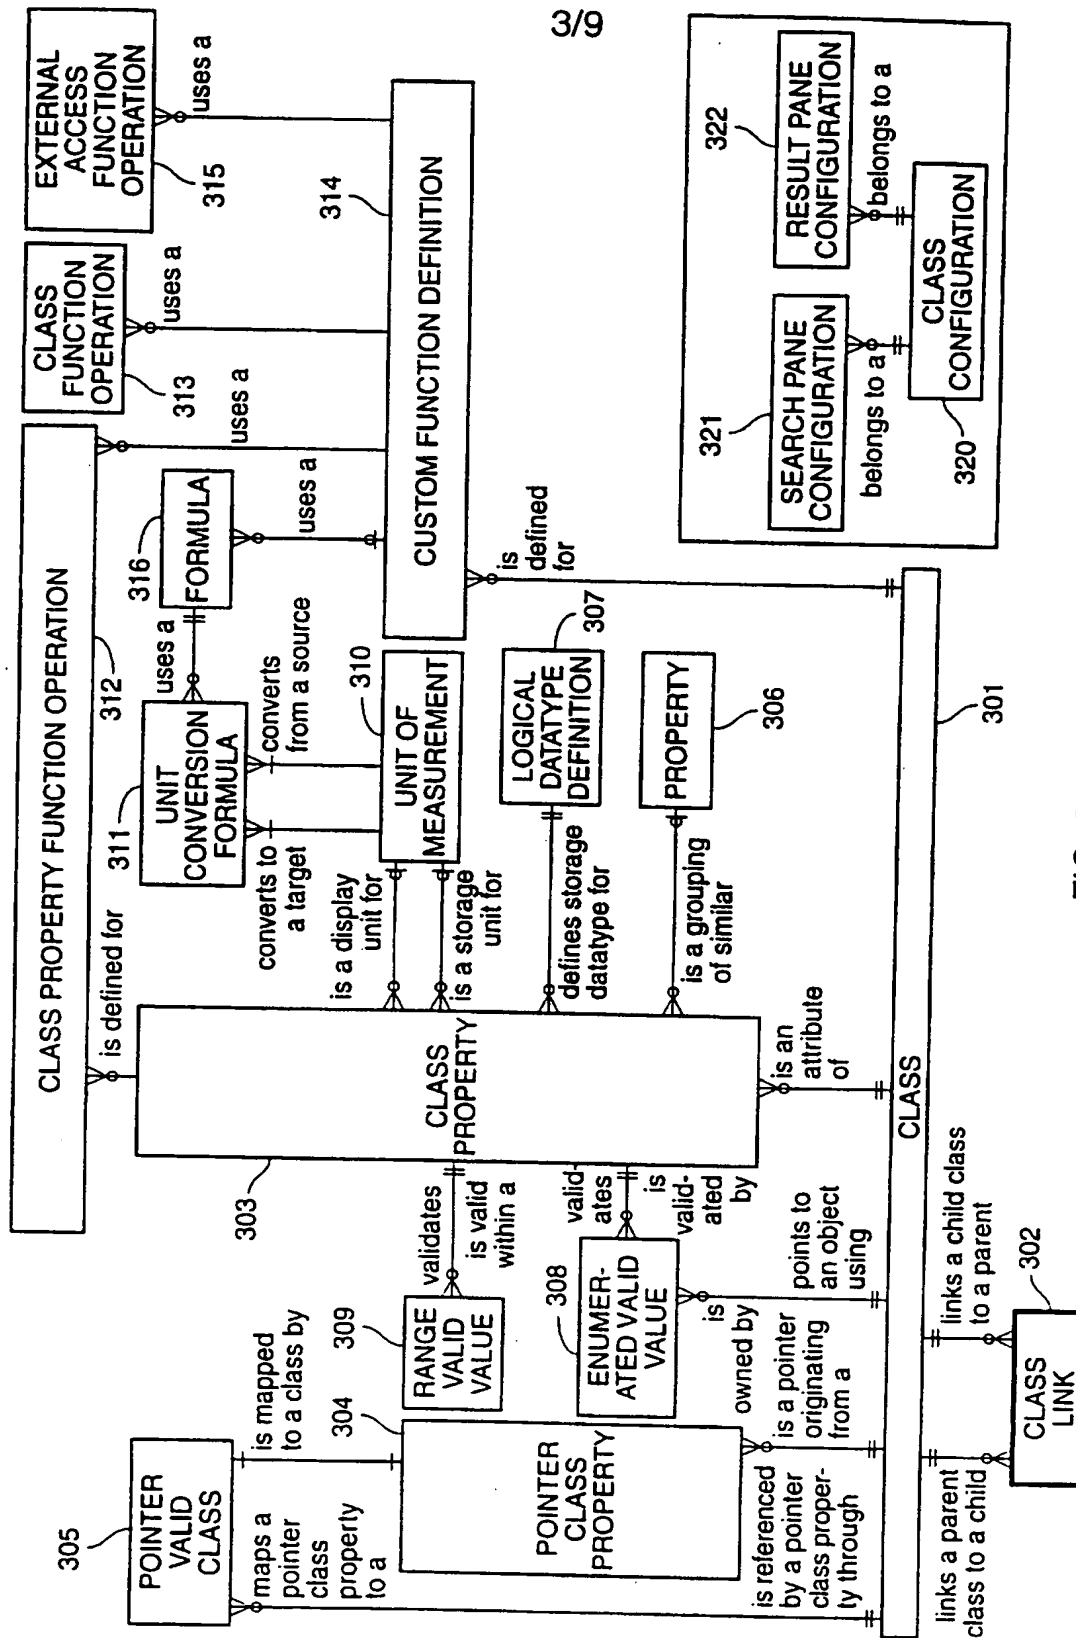 3/9
EXTERNAL
ACCESS
FUNCTION
OPERATION
315
uses a
CLASS
FUNCTION
OPERATION
313
uses a
CLASS PROPERTY FUNCTION OPERATION
312
uses a
is defined for
314
CUSTOM FUNCTION DEFINITION
316
FORMULA
uses a
uses a
311
UNIT
CONVERSION
FORMULA
converts to
a target
converts
from a source
310
UNIT OF
MEASUREMENT
is a display
unit for
is a storage
unit for
307
LOGICAL
DATATYPE
DEFINITION
defines storage
datatype for
306
PROPERTY
is a grouping
of similar
is defined
for
303
CLASS
PROPERTY
is an
attribute
of
validates
is valid
within a
309
RANGE
VALID
VALUE
valid-
ates
is
valid-
ated
by
308
ENUMER-
ATED VALID
VALUE
is
owned by
points to
an object
using
305
POINTER
VALID
CLASS
is mapped
to a class by
maps a
pointer
class
property
to a
304
POINTER
CLASS
PROPERTY
is a pointer
originating
from a
is referenced
by a pointer
class proper-
ty through
301
CLASS
links a parent
class to a child
links a child class
to a parent
302
CLASS
LINK
322
RESULT PANE
CONFIGURATION
belongs to a
321
SEARCH PANE
CONFIGURATION
belongs to a
320
CLASS
CONFIGURATION